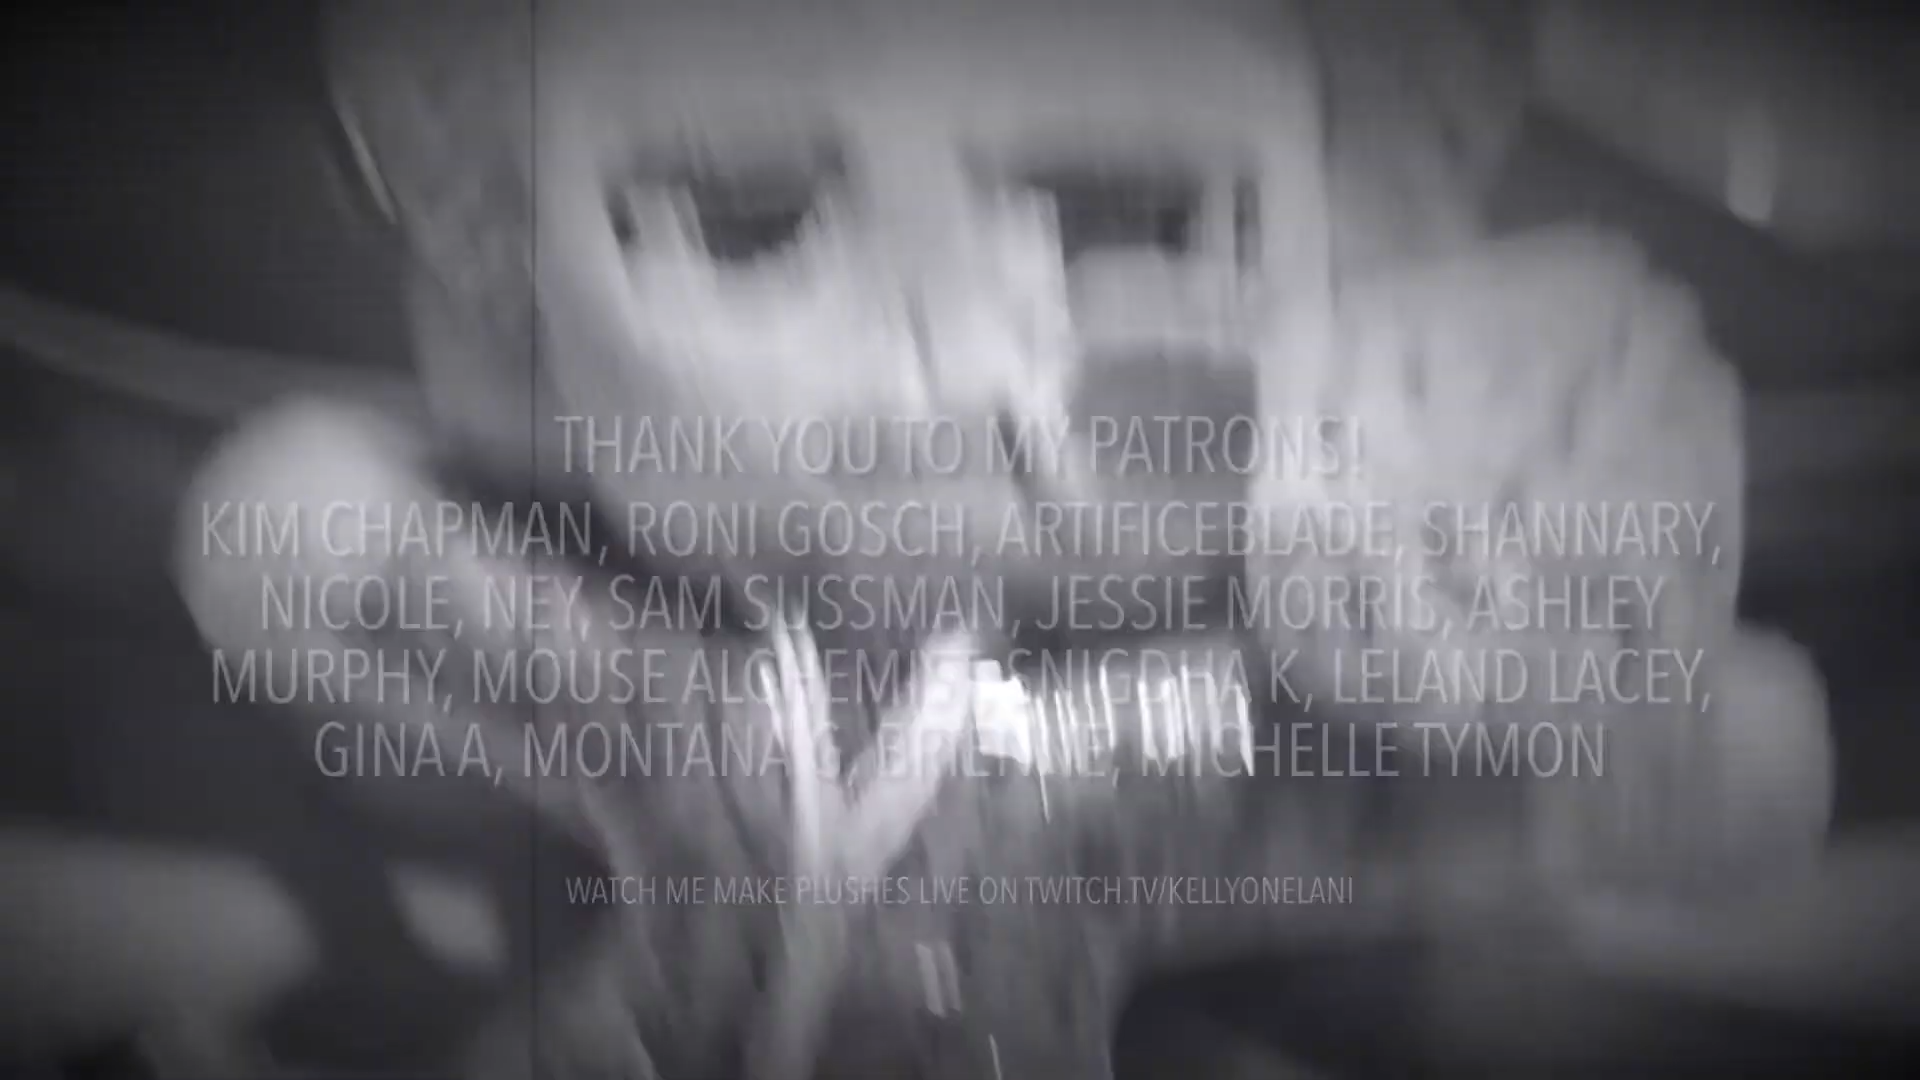 THANK YOU TO MY PATRONS!
KIM CHAPMAN, RONI GOSCH, ARTIFICEBLADE, SHANNARY,
NICOLE, NEY, SAM SUSSMAN, JESSIE MORRIS, ASHLEY
MURPHY, MOUSE ALCHEMIST, SNIGDHA K, LELAND LACEY,
GINA A, MONTANA G, BRIENNE, MICHELLE TYMON
WATCH ME MAKE PLUSHES LIVE ON TWITCH.TV/KELLYONELANI